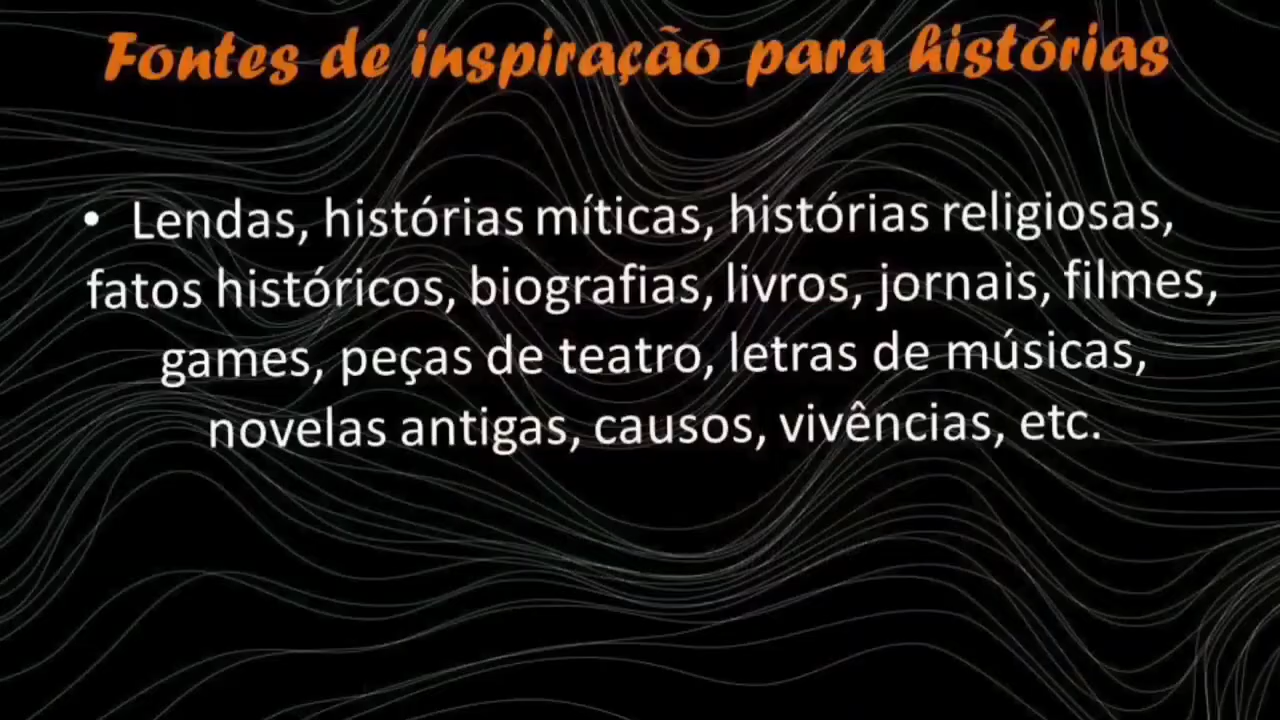 Fontes de inspiração para histórias
• Lendas, histórias míticas, histórias religiosas,
fatos históricos, biografias, livros, jornais, filmes,
games, peças de teatro, letras de músicas,
novelas antigas, causos, vivências, etc.